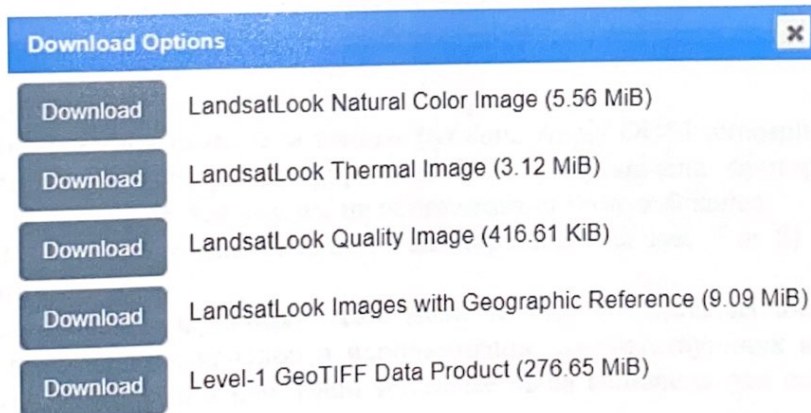 Download Options
Download LandsatLook Natural Color Image (5.56 MiB)
Download LandsatLook Thermal Image (3.12 MiB)
Download LandsatLook Quality Image (416.61 KiB)
Download LandsatLook Images with Geographic Reference (9.09 MiB)
Download Level-1 GeoTIFF Data Product (276.65 MiB)